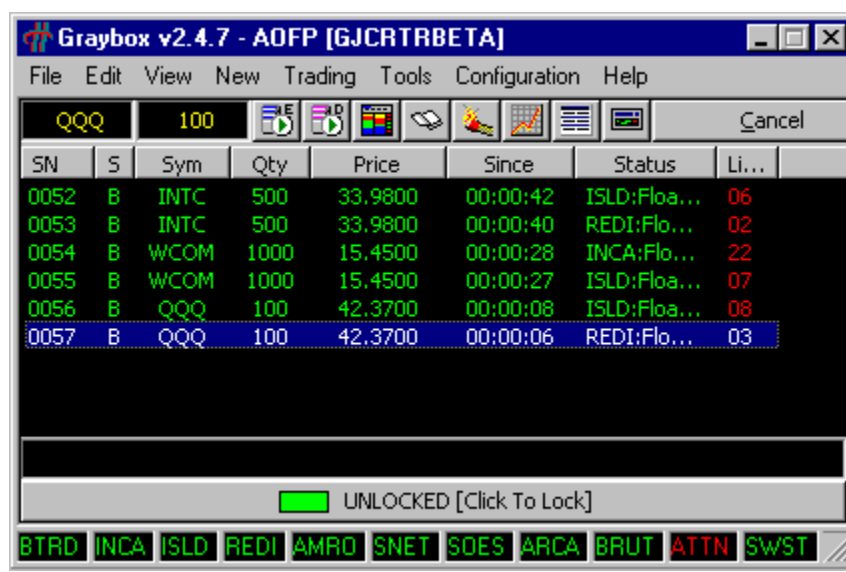 Graybox v2.4.7 - AOFP [GJCRTRBETA]
File Edit View New Trading Tools Configuration Help
QQQ 100 Cancel
SN S Sym Qty Price Since Status Li...
0052 B INTC 500 33.9800 00:00:42 ISLD:Floa... 06
0053 B INTC 500 33.9800 00:00:40 REDI:Flo... 02
0054 B WCOM 1000 15.4500 00:00:28 INCA:Flo... 22
0055 B WCOM 1000 15.4500 00:00:27 ISLD:Floa... 07
0056 B QQQ 100 42.3700 00:00:08 ISLD:Floa... 08
0057 B QQQ 100 42.3700 00:00:06 REDI:Flo... 03
UNLOCKED [Click To Lock]
BTRD INCA ISLD REDI AMRO SNET SOES ARCA BRUT ATTN SWST